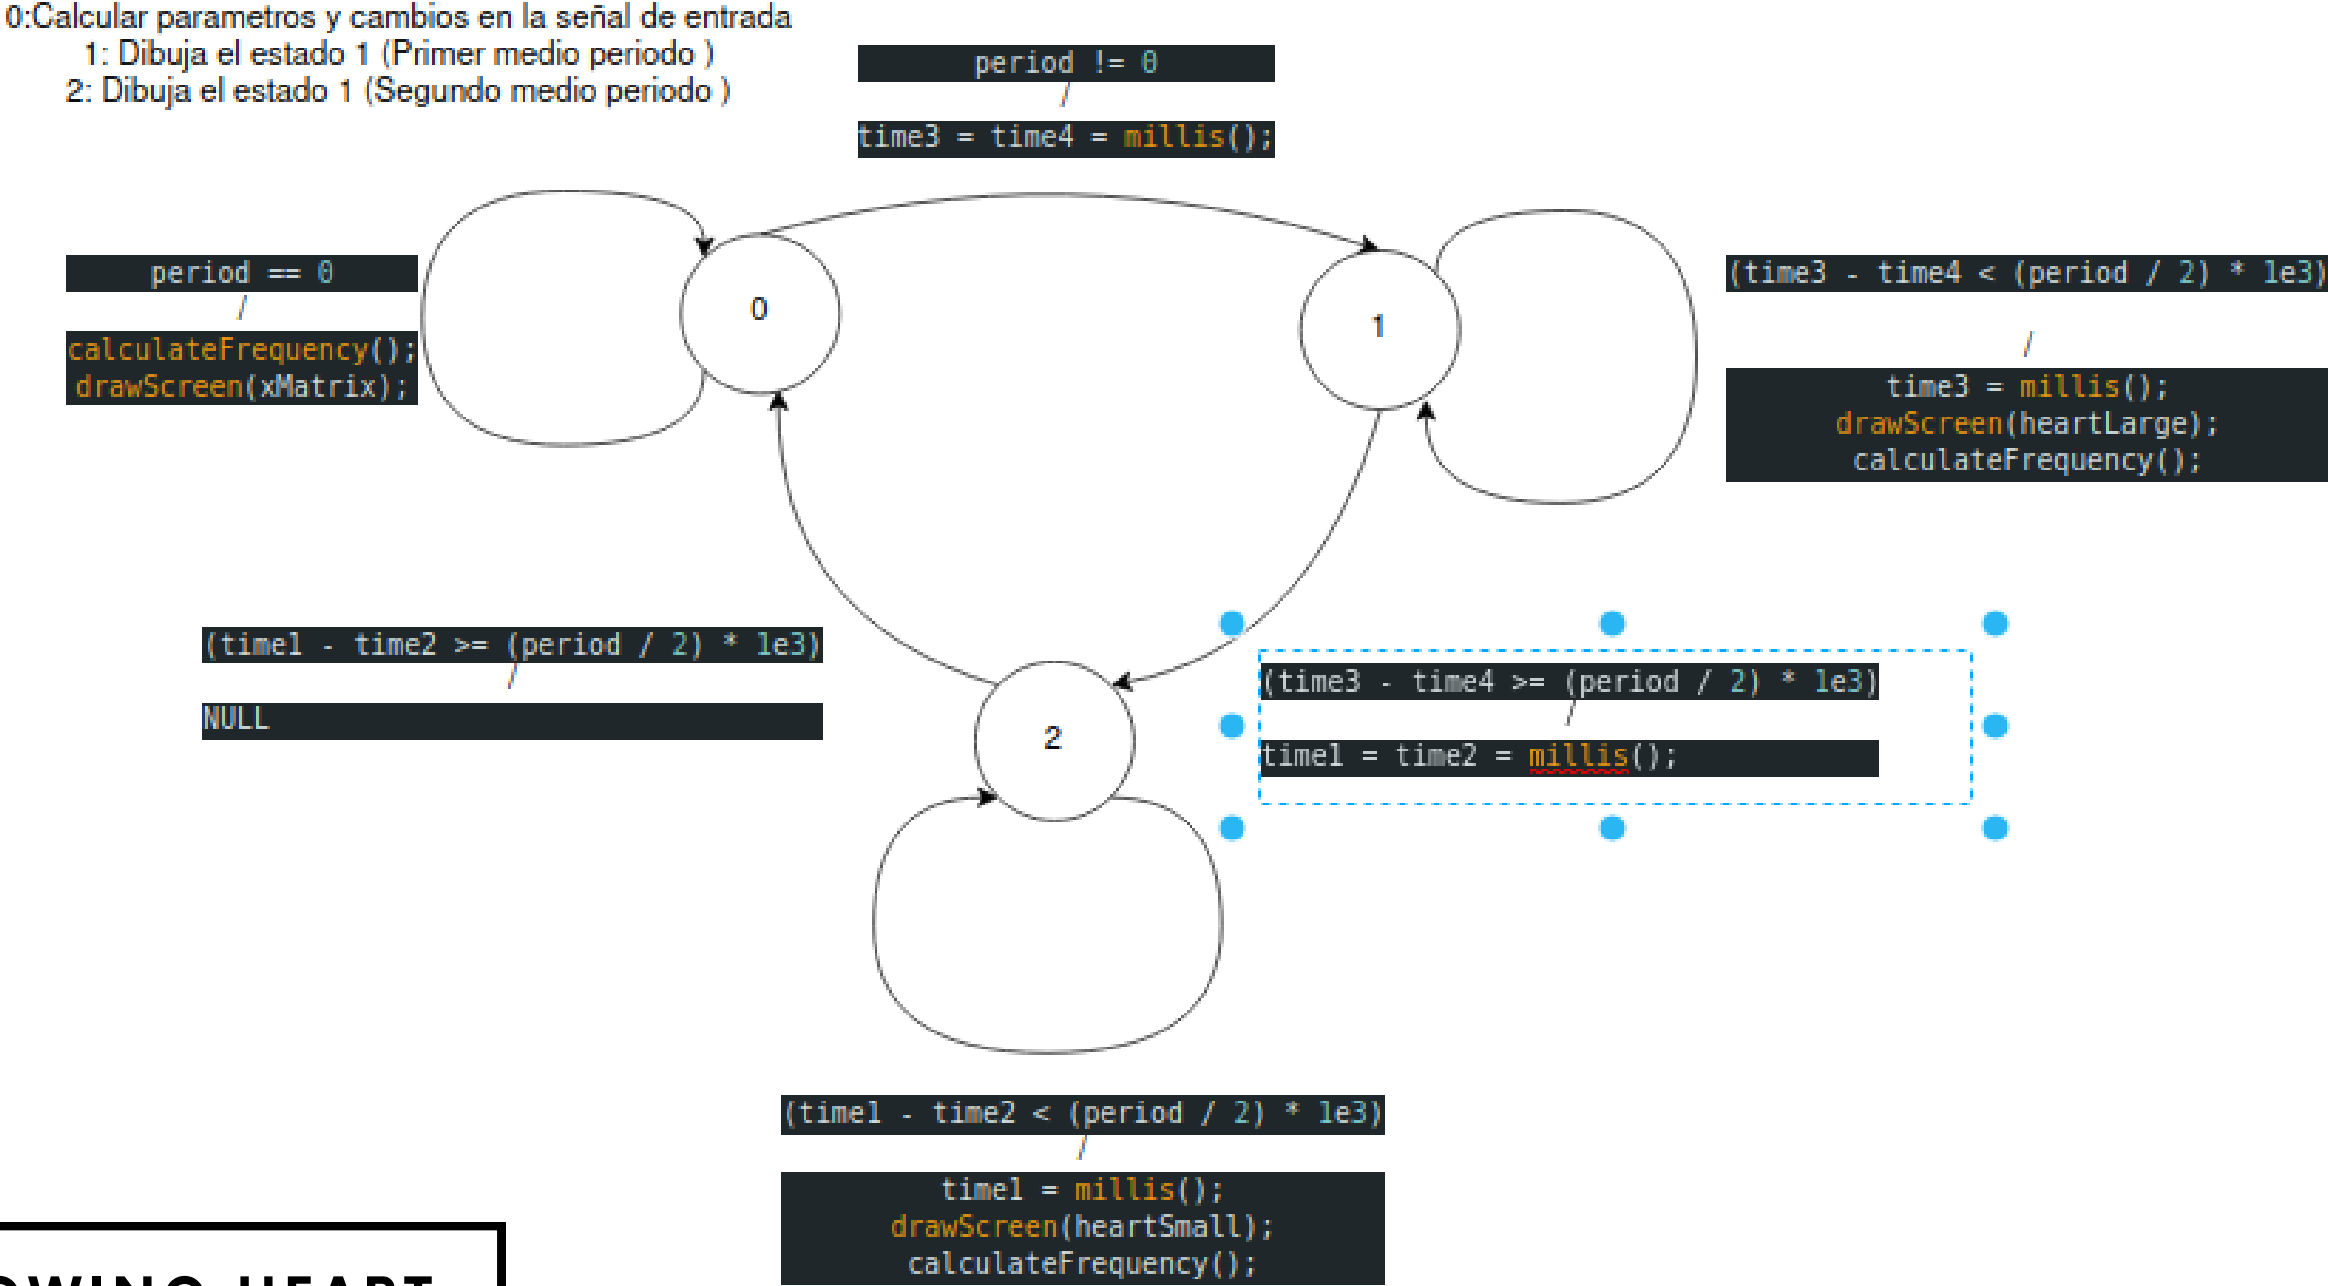 0:Calcular parametros y cambios en la señal de entrada
1: Dibuja el estado 1 (Primer medio periodo )
2: Dibuja el estado 1 (Segundo medio periodo )
period != 0
/
time3 = time4 = millis();
period == 0
/
calculateFrequency();
drawScreen(xMatrix);
0
1
(time3 - time4 < (period / 2) * 1e3)
/
time3 = millis();
drawScreen(heartLarge);
calculateFrequency();
(time1 - time2 >= (period / 2) * 1e3)
/
NULL
2
(time3 - time4 >= (period / 2) * 1e3)
/
time1 = time2 = millis();
(time1 - time2 < (period / 2) * 1e3)
/
time1 = millis();
drawScreen(heartSmall);
calculateFrequency();
HEART